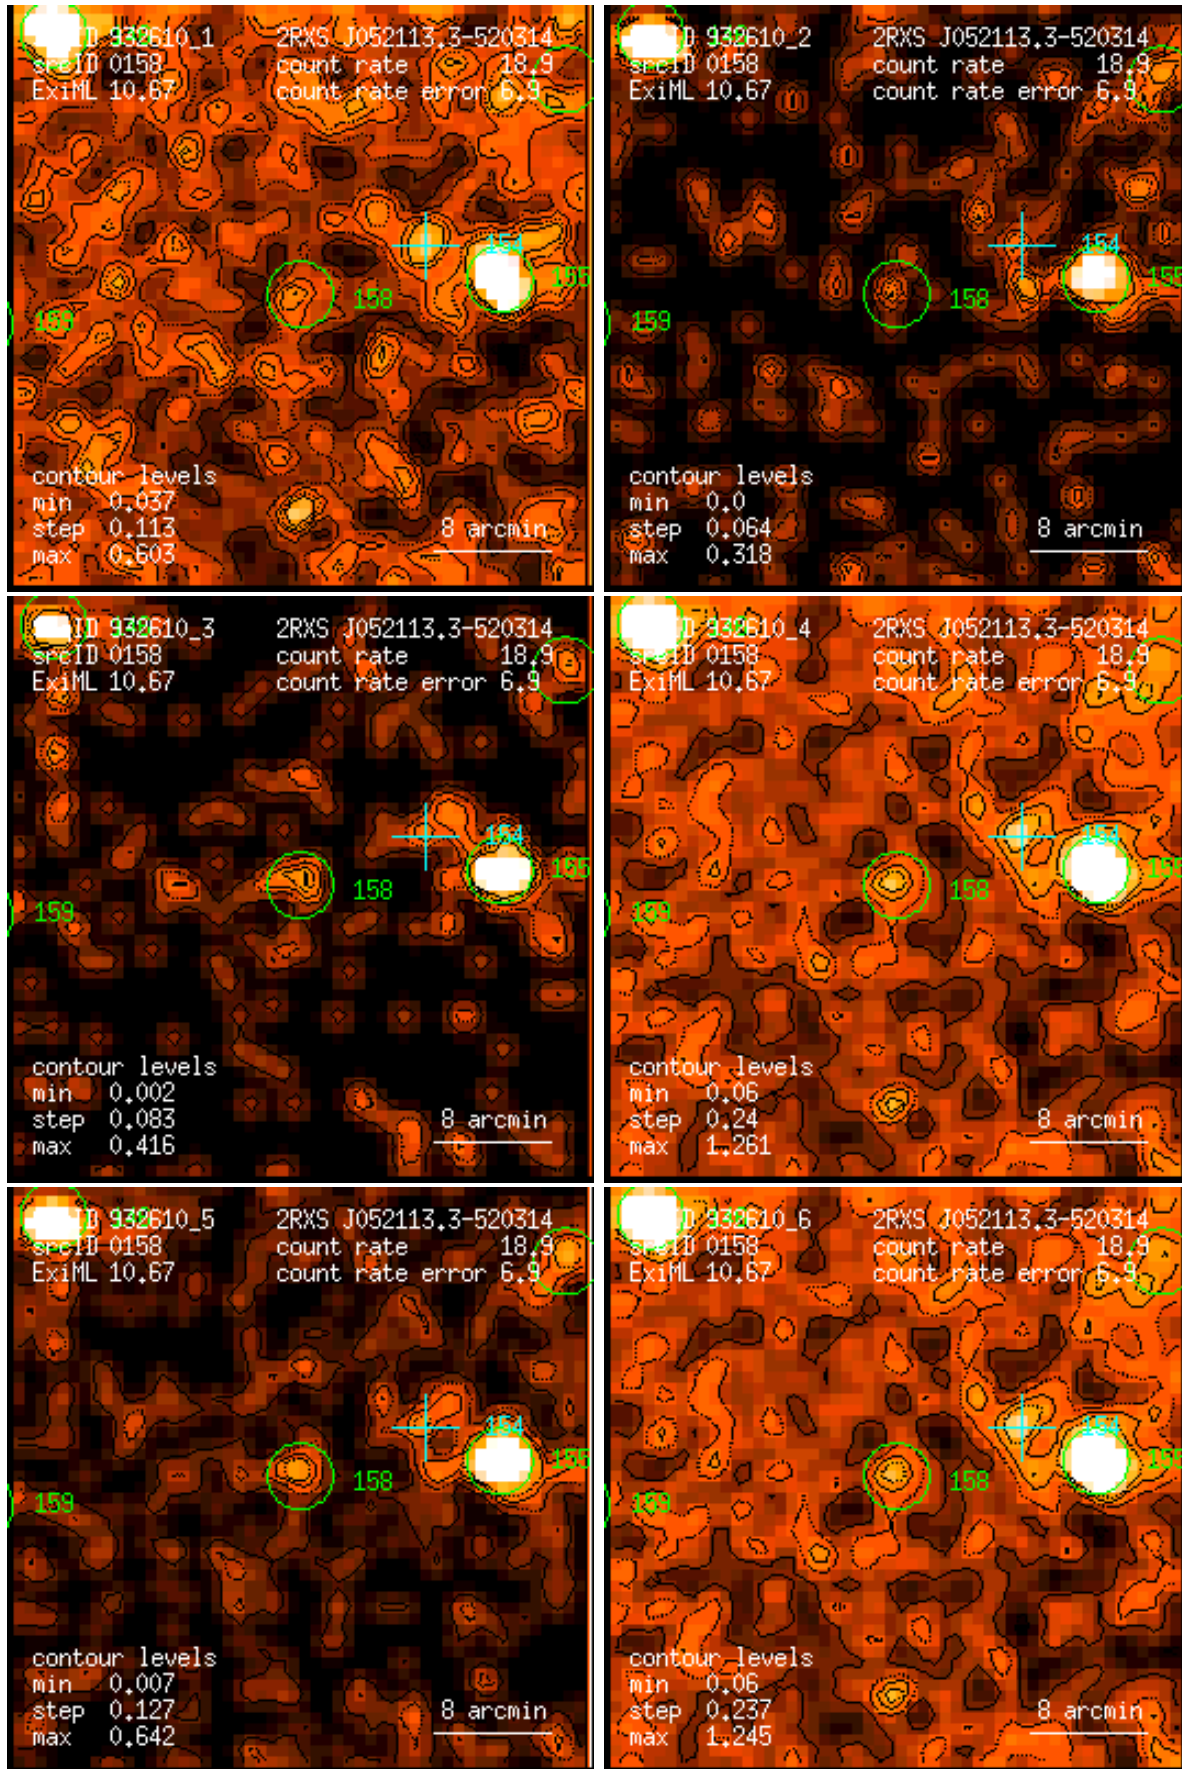 D 932610_1 2RXS J052113.3-520314
srcID 0158 count rate 18.9
ExiML 10.67 count rate error 6.9
154
155
158
159
contour levels
min 0.037
step 0.113
max 0.603
8 arcmin
D 932610_2 2RXS J052113.3-520314
srcID 0158 count rate 18.9
ExiML 10.67 count rate error 6.9
154
155
158
159
contour levels
min 0.0
step 0.064
max 0.318
8 arcmin
D 932610_3 2RXS J052113.3-520314
srcID 0158 count rate 18.9
ExiML 10.67 count rate error 6.9
154
155
158
159
contour levels
min 0.002
step 0.083
max 0.416
8 arcmin
D 932610_4 2RXS J052113.3-520314
srcID 0158 count rate 18.9
ExiML 10.67 count rate error 6.9
154
155
158
159
contour levels
min 0.06
step 0.24
max 1.261
8 arcmin
D 932610_5 2RXS J052113.3-520314
srcID 0158 count rate 18.9
ExiML 10.67 count rate error 6.9
154
155
158
159
contour levels
min 0.007
step 0.127
max 0.642
8 arcmin
D 932610_6 2RXS J052113.3-520314
srcID 0158 count rate 18.9
ExiML 10.67 count rate error 6.9
154
155
158
159
contour levels
min 0.06
step 0.237
max 1.245
8 arcmin